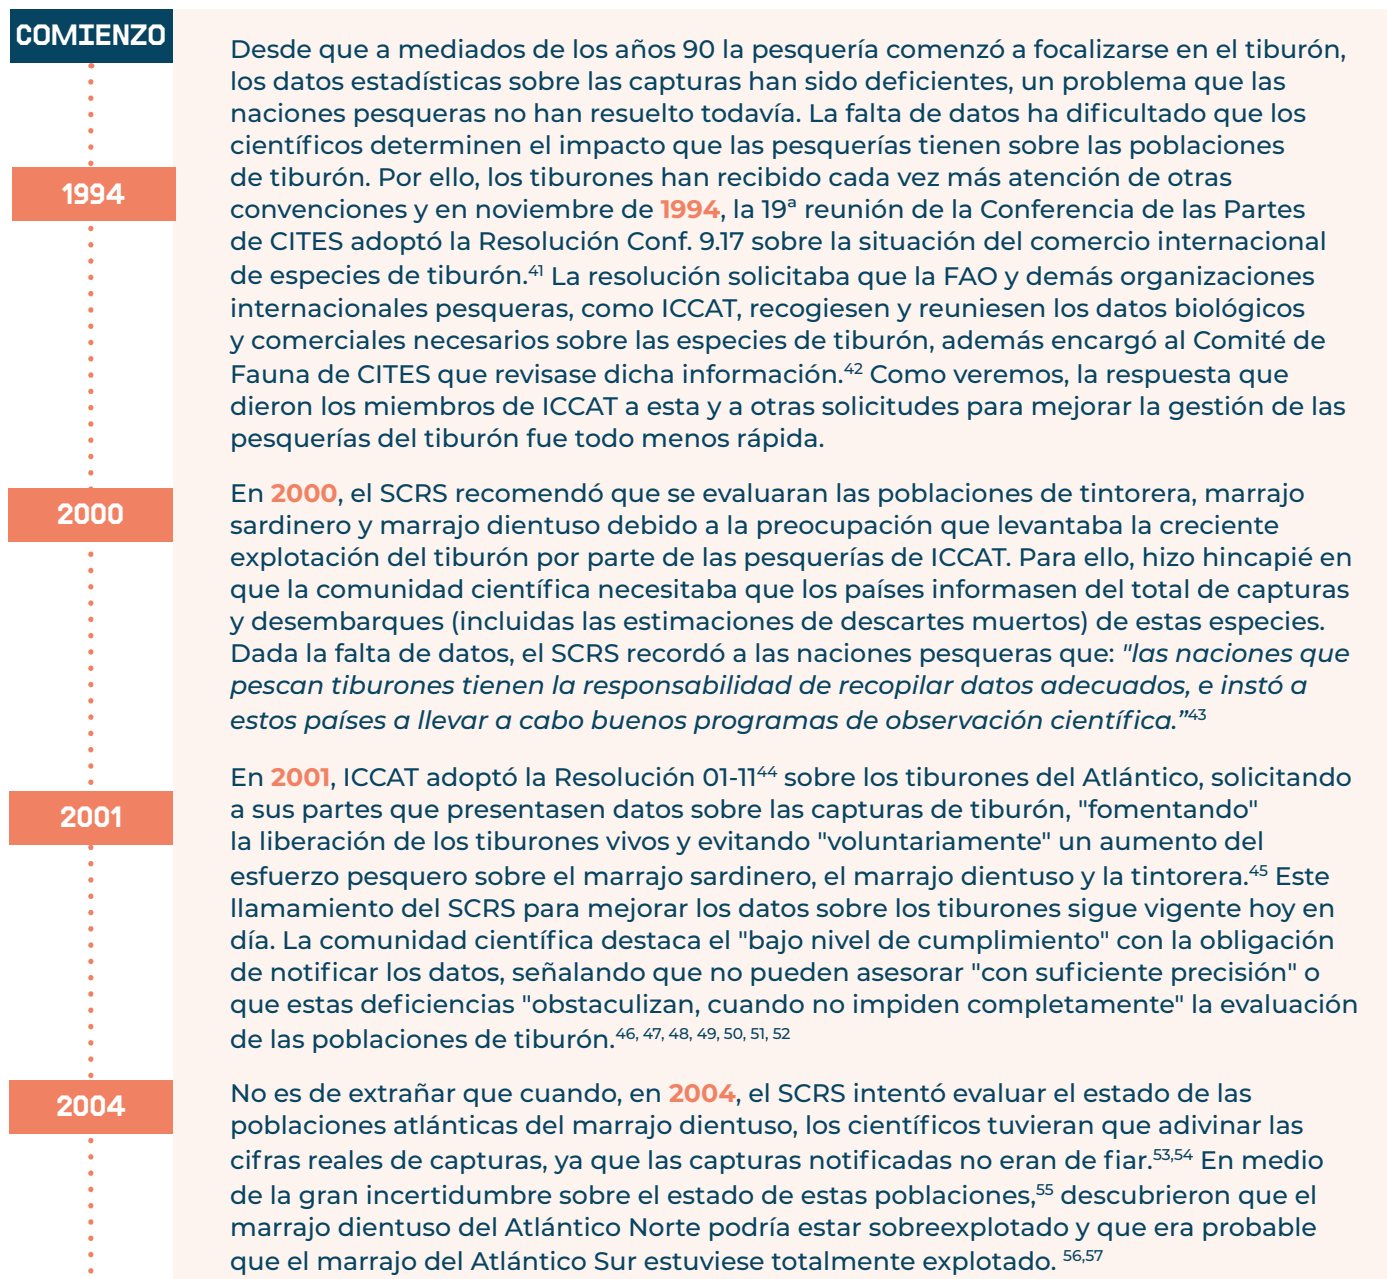 COMIENZO
Desde que a mediados de los años 90 la pesquería comenzó a focalizarse en el tiburón,
los datos estadísticas sobre las capturas han sido deficientes, un problema que las
naciones pesqueras no han resuelto todavía. La falta de datos ha dificultado que los
científicos determinen el impacto que las pesquerías tienen sobre las poblaciones
1994
de tiburón. Por ello, los tiburones han recibido cada vez más atención de otras
convenciones y en noviembre de 1994, la 19ª reunión de la Conferencia de las Partes
de CITES adoptó la Resolución Conf. 9.17 sobre la situación del comercio internacional
de especies de tiburón.41 La resolución solicitaba que la FAO y demás organizaciones
internacionales pesqueras, como ICCAT, recogiesen y reuniesen los datos biológicos
y comerciales necesarios sobre las especies de tiburón, además encargó al Comité de
Fauna de CITES que revisase dicha información.42 Como veremos, la respuesta que
dieron los miembros de ICCAT a esta y a otras solicitudes para mejorar la gestión de las
pesquerías del tiburón fue todo menos rápida.
2000
En 2000, el SCRS recomendó que se evaluaran las poblaciones de tintorera, marrajo
sardinero y marrajo dientuso debido a la preocupación que levantaba la creciente
explotación del tiburón por parte de las pesquerías de ICCAT. Para ello, hizo hincapié en
que la comunidad científica necesitaba que los países informasen del total de capturas
y desembarques (incluidas las estimaciones de descartes muertos) de estas especies.
Dada la falta de datos, el SCRS recordó a las naciones pesqueras que: "las naciones que
pescan tiburones tienen la responsabilidad de recopilar datos adecuados, e instó a
estos países a llevar a cabo buenos programas de observación científica.”43
2001
En 2001, ICCAT adoptó la Resolución 01-1144 sobre los tiburones del Atlántico, solicitando
a sus partes que presentasen datos sobre las capturas de tiburón, "fomentando"
la liberación de los tiburones vivos y evitando "voluntariamente" un aumento del
esfuerzo pesquero sobre el marrajo sardinero, el marrajo dientuso y la tintorera.45 Este
llamamiento del SCRS para mejorar los datos sobre los tiburones sigue vigente hoy en
día. La comunidad científica destaca el "bajo nivel de cumplimiento" con la obligación
de notificar los datos, señalando que no pueden asesorar "con suficiente precisión" o
que estas deficiencias "obstaculizan, cuando no impiden completamente" la evaluación
de las poblaciones de tiburón.46, 47, 48, 49, 50, 51, 52
2004
No es de extrañar que cuando, en 2004, el SCRS intentó evaluar el estado de las
poblaciones atlánticas del marrajo dientuso, los científicos tuvieran que adivinar las
cifras reales de capturas, ya que las capturas notificadas no eran de fiar.53,54 En medio
de la gran incertidumbre sobre el estado de estas poblaciones,55 descubrieron que el
marrajo dientuso del Atlántico Norte podría estar sobreexplotado y que era probable
que el marrajo del Atlántico Sur estuviese totalmente explotado. 56,57